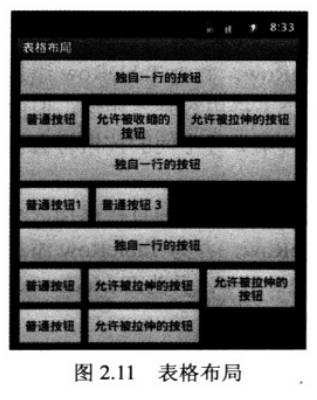 8:33
表格布局
独自一行的按钮
普通按钮 允许被收缩的 允许被拉伸的按钮
按钮
独自一行的按钮
普通按钮1 普通按钮 3
独自一行的按钮
普通按钮 允许被拉伸的按钮 允许被拉伸的
按钮
普通按钮 允许被拉伸的按钮
图 2.11 表格布局